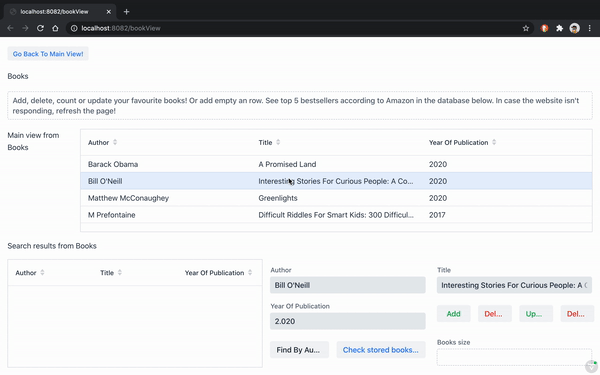 localhost:8082/bookView
localhost:8082/bookView
Go Back To Main View!
Books
Add, delete, count or update your favourite books! Or add empty an row. See top 5 bestsellers according to Amazon in the database below. In case the website isn't
responding, refresh the page!
Main view from
Books
Author Title Year Of Publication
Barack Obama A Promised Land 2020
Bill O'Neill Interesting Stories For Curious People: A Co... 2020
Matthew McConaughey Greenlights 2020
M Prefontaine Difficult Riddles For Smart Kids: 300 Difficul... 2017
Search results from Books
Author Title Year Of Publication
Author Title
Bill O'Neill Interesting Stories For Curious People: A C
Year Of Publication
2.020
Add Del... Up... Del...
Find By Au... Check stored books...
Books size